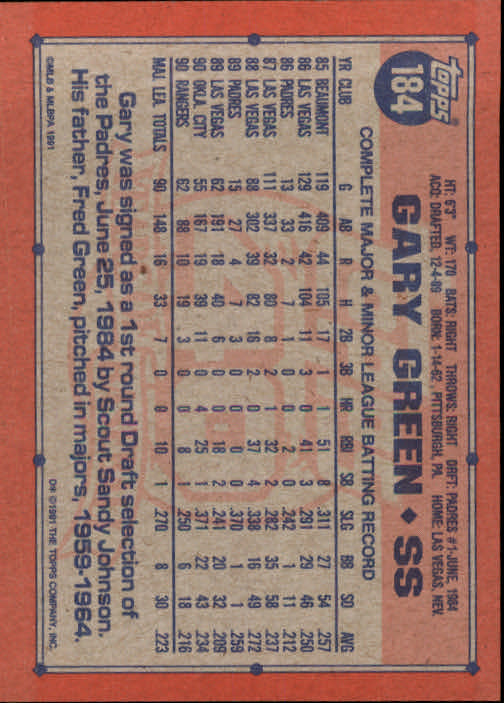 topps
184
HT: 6'3" WT: 170 BATS: RIGHT THROWS: RIGHT DRFT: PADRES #1-JUNE, 1984
ACQ: DRAFTER, 12-4-89 BORN: 1-14-62, PITTSBURGH, PA. HOME: LAS VEGAS, NEV.
GARY GREEN ♦ SS
COMPLETE MAJOR & MINOR LEAGUE BATTING RECORD
YR CLUB G AB R H 2B 3B HR RBI SB SLG BB SO AVG
85 BEAUMONT 119 409 44 105 17 1 1 51 8 .311 27 54 .257
86 LAS VEGAS 129 416 42 104 11 3 0 41 3 .291 29 46 .250
86 PADRES 13 33 2 7 1 0 0 2 0 .242 1 11 .212
87 LAS VEGAS 111 337 32 80 8 2 1 32 2 .282 35 58 .237
88 LAS VEGAS 88 302 39 82 16 2 0 37 4 .338 16 49 .272
89 PADRES 15 27 4 7 3 0 0 0 0 .370 1 1 .259
89 LAS VEGAS 62 191 18 40 6 0 0 18 2 .241 20 32 .209
90 OKLA. CITY 55 167 19 39 11 0 4 25 1 .371 22 43 .234
90 RANGERS 62 88 10 19 3 0 0 8 1 .250 6 18 .216
MAJ. LEA. TOTALS 90 148 16 33 7 0 0 10 1 .270 8 30 .223
Gary was signed as a 1st round Draft selection of
the Padres, June 25, 1984 by Scout Sandy Johnson.
His father, Fred Green, pitched in majors, 1959-1964.
©MLB & MLBPA 1991
D* © 1991 THE TOPPS COMPANY, INC.